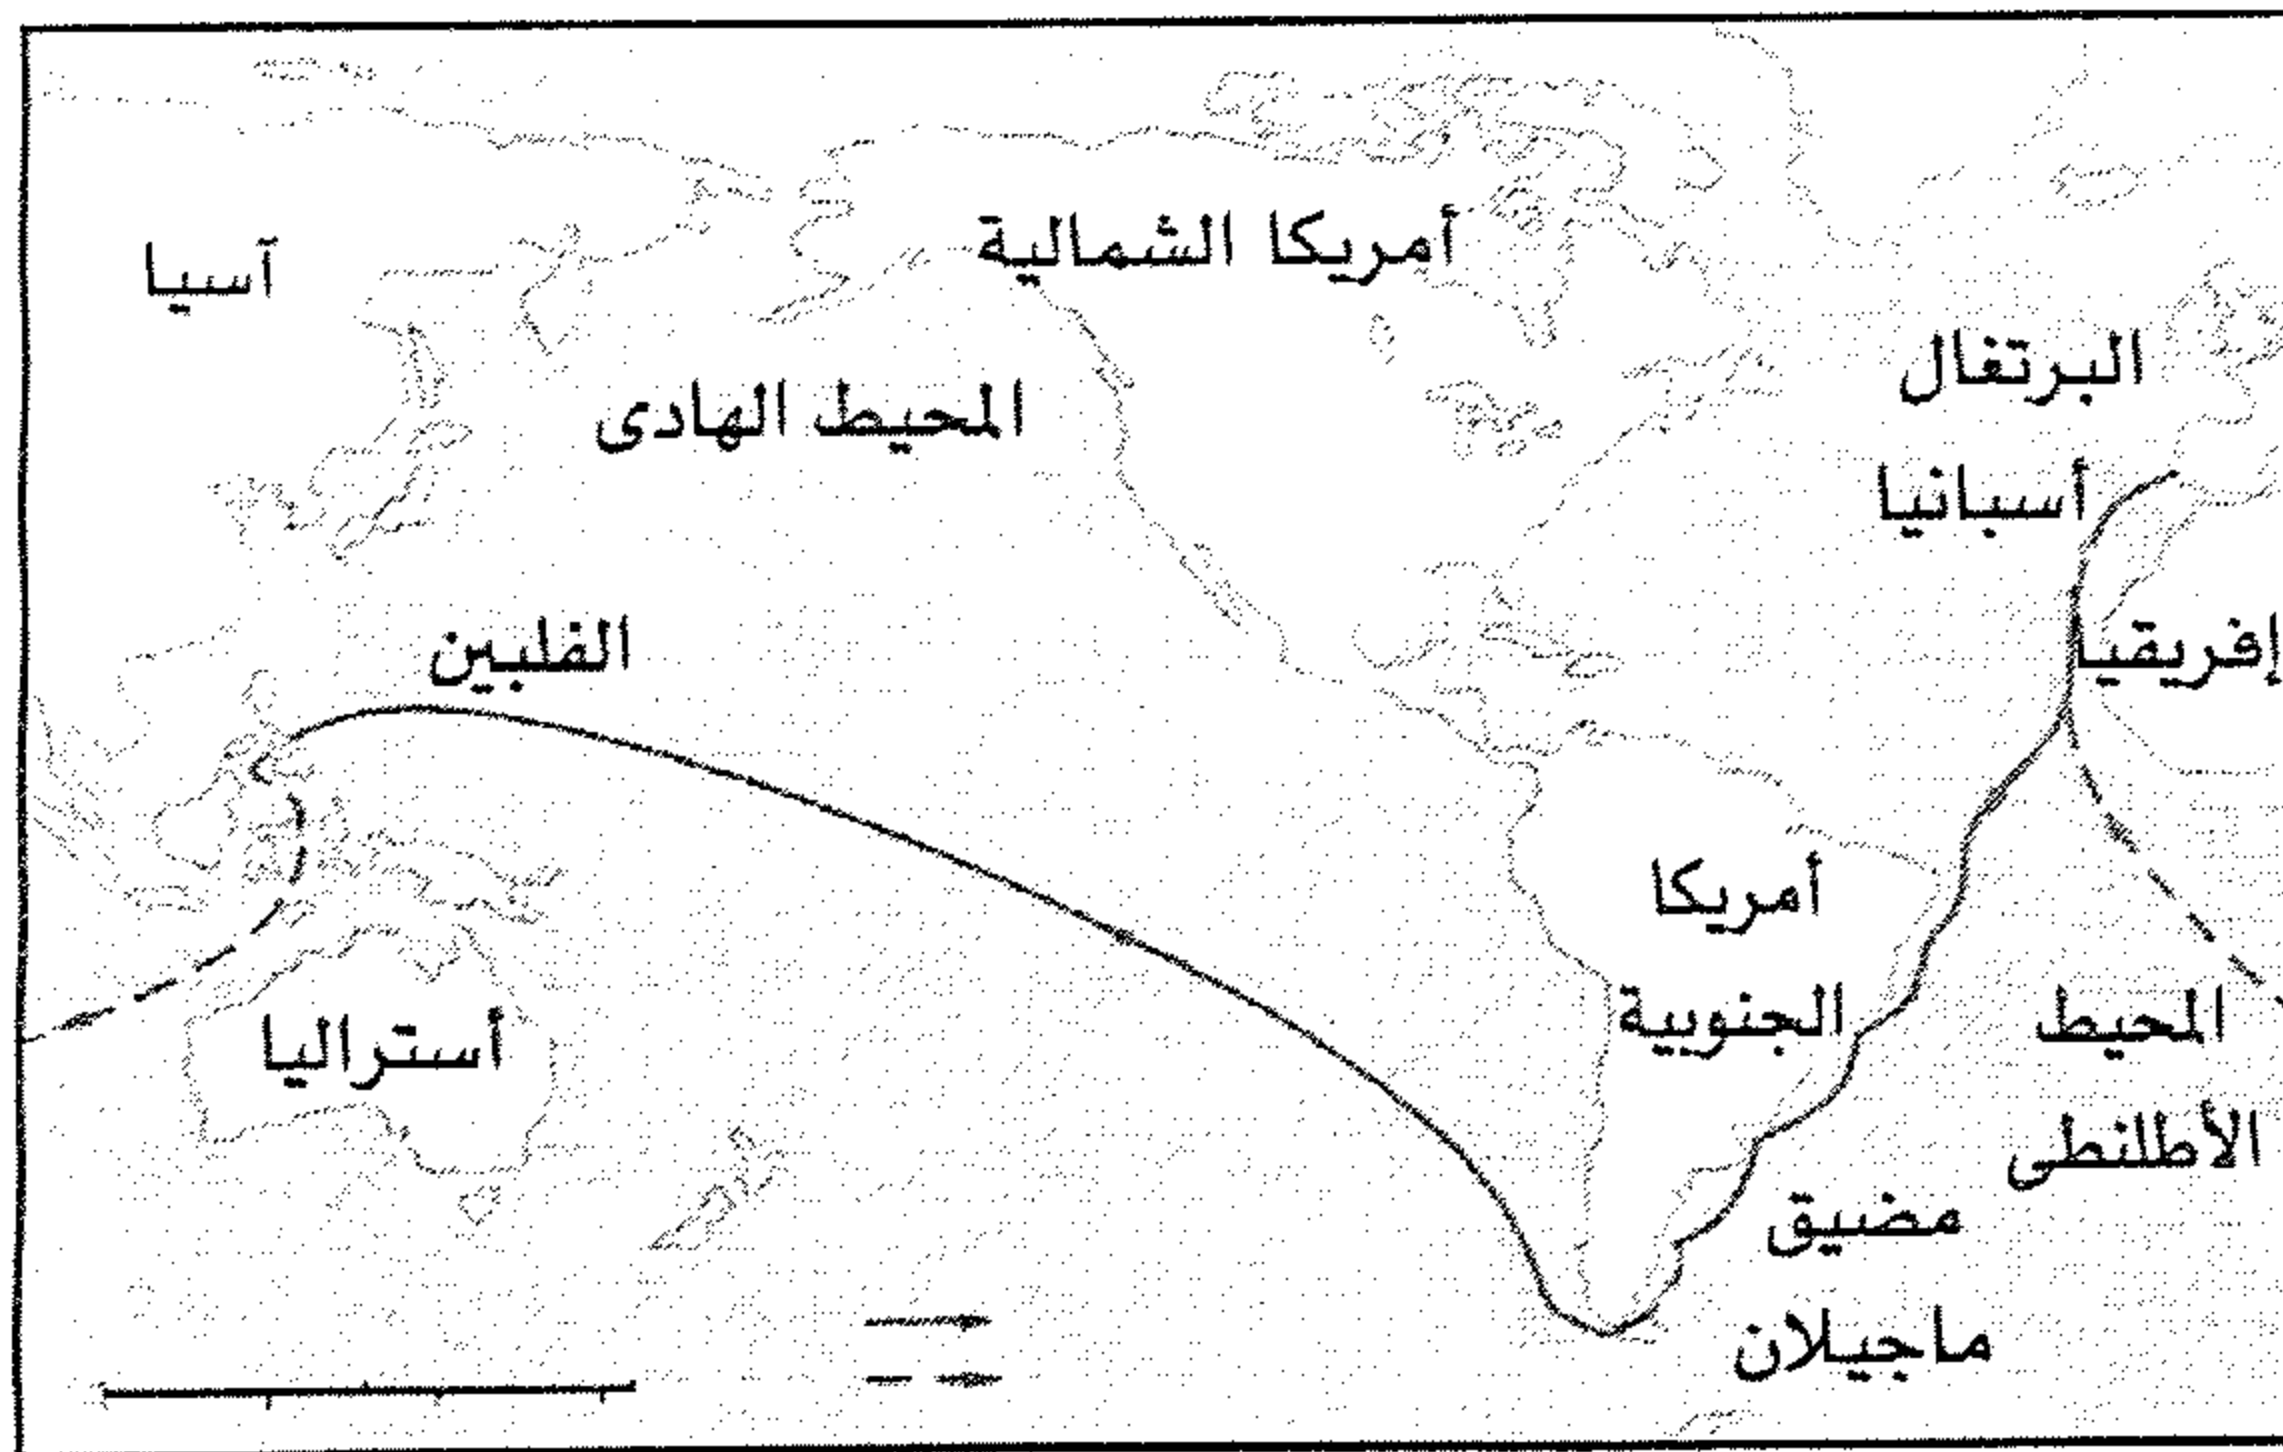 أمريكا الشمالية
آسيا
البرتغال
المحيط الهادى
أسبانيا
الفلبين
إفريقيا
أمريكا
الجنوبية
المحيط
الأطلنطى
أستراليا
مضيق
ماجيلان